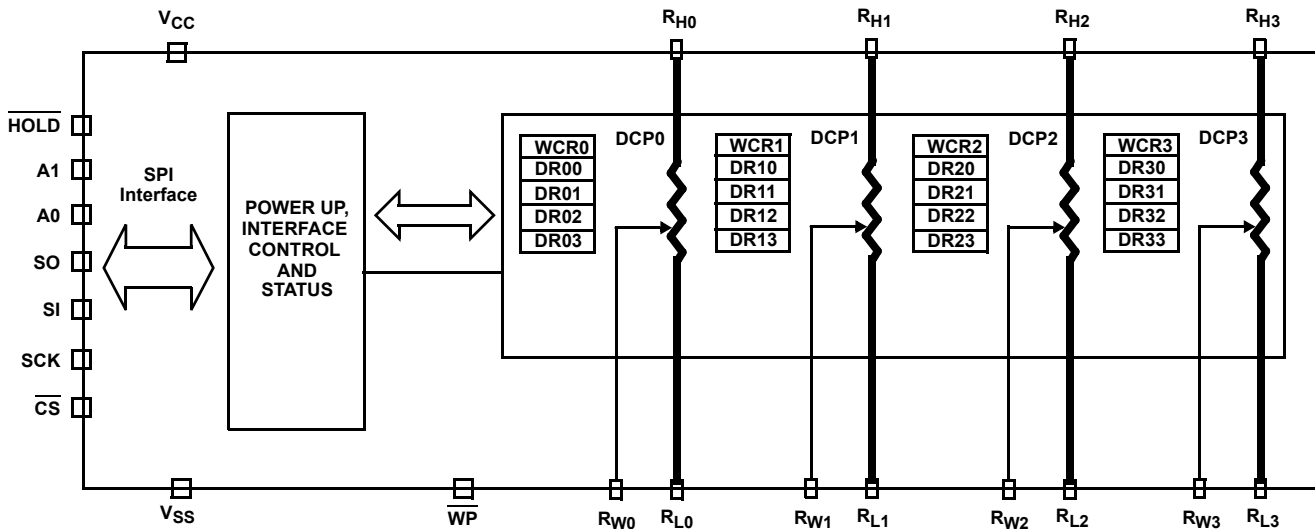 VCC
RH0
RH1
RH2
RH3
HOLD
A1
A0
SO
SI
SCK
CS
SPI
Interface
POWER UP,
INTERFACE
CONTROL
AND
STATUS
WCR0
DR00
DR01
DR02
DR03
DCP0
WCR1
DR10
DR11
DR12
DR13
DCP1
WCR2
DR20
DR21
DR22
DR23
DCP2
WCR3
DR30
DR31
DR32
DR33
DCP3
VSS
WP
RW0
RL0
RW1
RL1
RW2
RL2
RW3
RL3